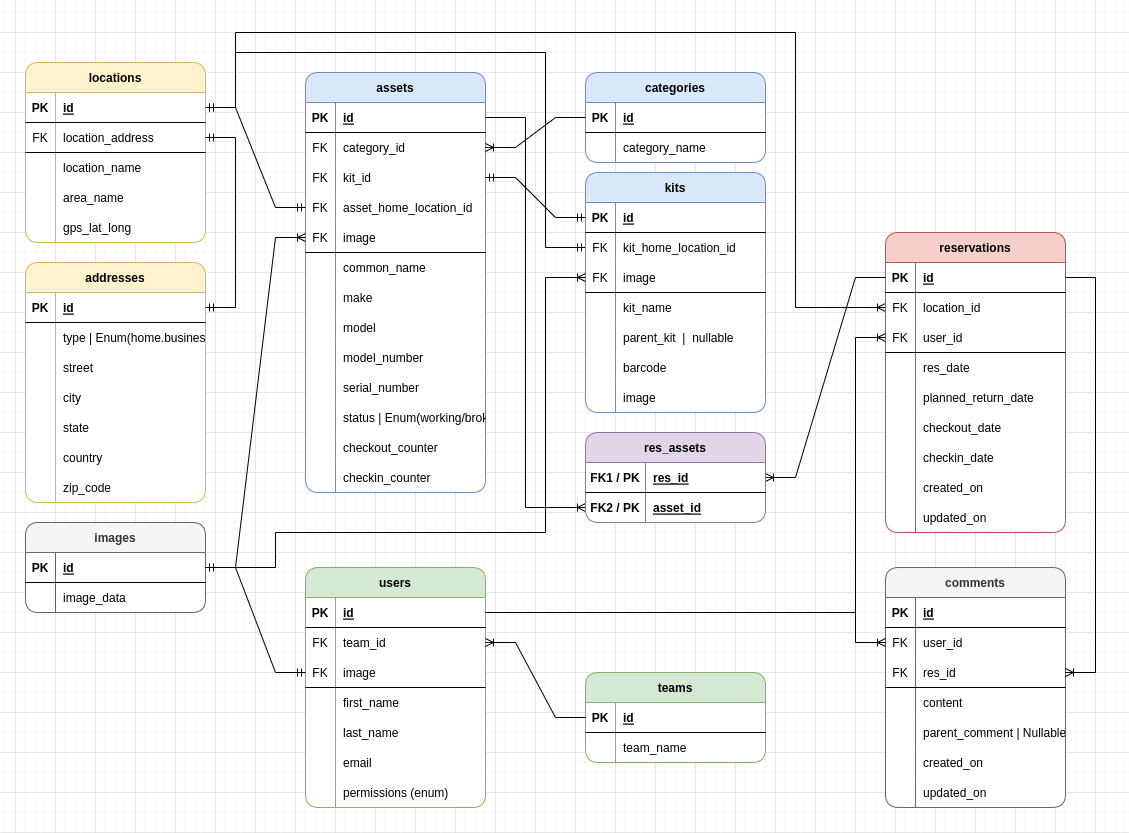 locations
PK id
FK location_address
location_name
area_name
gps_lat_long
addresses
PK id
type | Enum(home.busines
street
city
state
country
zip_code
images
PK id
image_data
assets
PK id
FK category_id
FK kit_id
FK asset_home_location_id
FK image
common_name
make
model
model_number
serial_number
status | Enum(working/brok
checkout_counter
checkin_counter
users
PK id
FK team_id
FK image
first_name
last_name
email
permissions (enum)
categories
PK id
category_name
kits
PK id
FK kit_home_location_id
FK image
kit_name
parent_kit | nullable
barcode
image
res_assets
FK1 / PK res_id
FK2 / PK asset_id
teams
PK id
team_name
reservations
PK id
FK location_id
FK user_id
res_date
planned_return_date
checkout_date
checkin_date
created_on
updated_on
comments
PK id
FK user_id
FK res_id
content
parent_comment | Nullable
created_on
updated_on